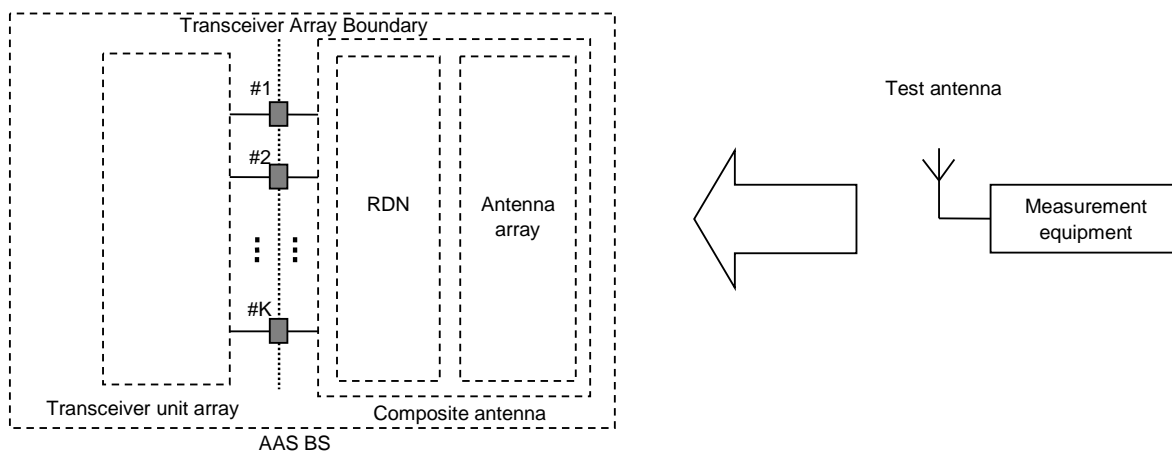 Transceiver Array Boundary
#1
#2
#K
RDN
Antenna
array
Transceiver unit array
Composite antenna
AAS BS
Test antenna
Measurement
equipment